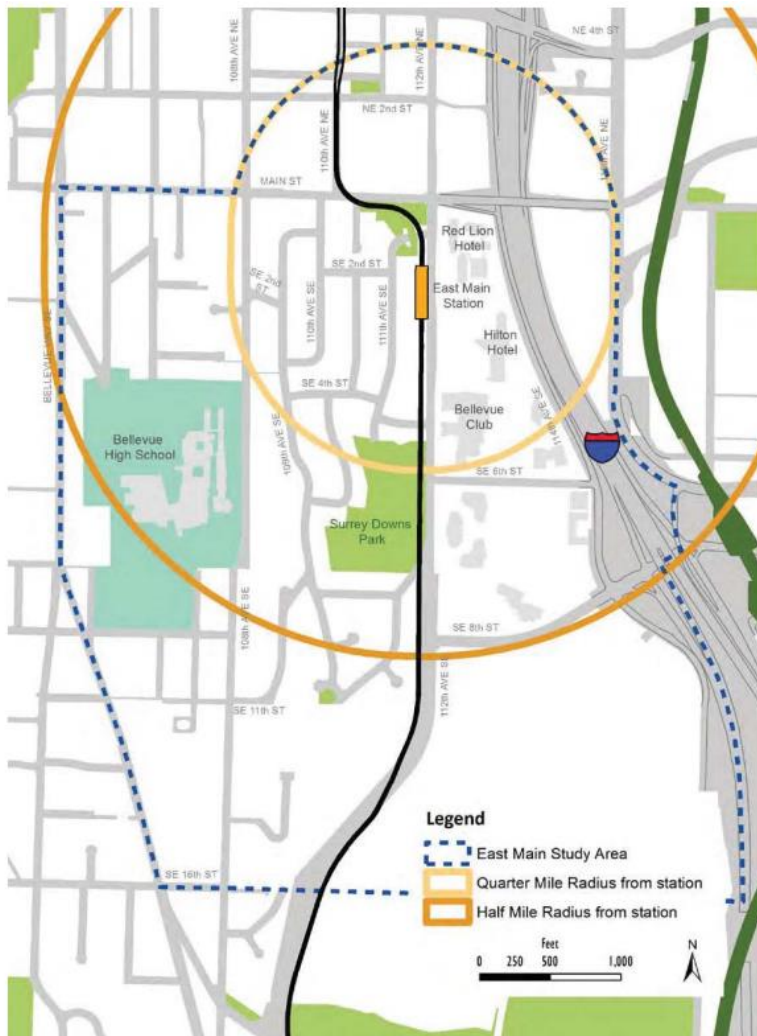 NE 4th ST
108th AVE NE
112th AVE NE
110th AVE NE
NE 2nd ST
MAIN ST
Red Lion
Hotel
SE 2nd ST
SE 2nd
ST
East Main
Station
110th AVE SE
111th AVE SE
Hilton
Hotel
BELLEVUE WAY SE
SE 4th ST
Bellevue
Club
114th AVE SE
Bellevue
High School
109th AVE SE
SE 6th ST
Surrey Downs
Park
108th AVE SE
SE 8th ST
112th AVE SE
SE 11th ST
Legend
East Main Study Area
SE 16th ST
Quarter Mile Radius from station
Half Mile Radius from station
Feet
N
0 250 500 1,000